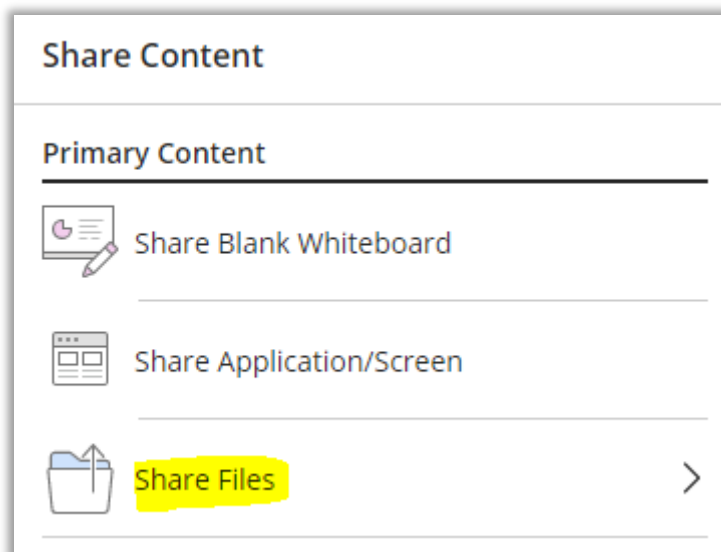 Share Content
Primary Content
Share Blank Whiteboard
Share Application/Screen
Share Files